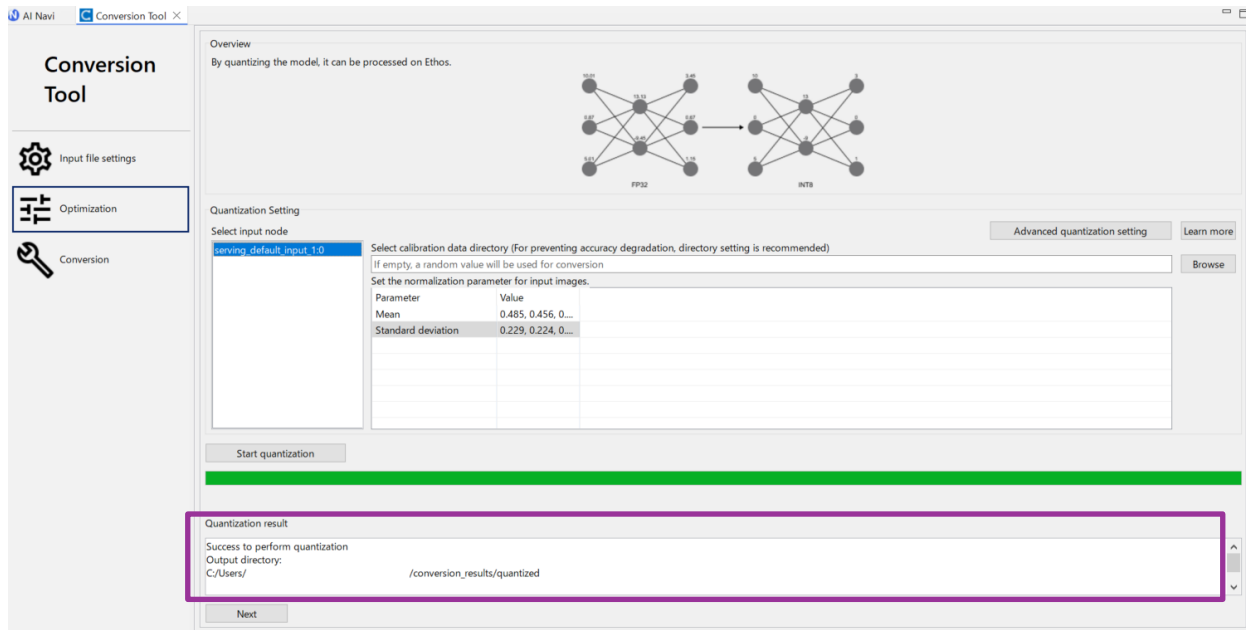 AI Navi
Conversion Tool
Conversion
Tool
Input file settings
Optimization
Conversion
Overview
By quantizing the model, it can be processed on Ethos.
FP32
INT8
Quantization Setting
Select input node
Advanced quantization setting
Learn more
serving_default_input_1:0
Select calibration data directory (For preventing accuracy degradation, directory setting is recommended)
If empty, a random value will be used for conversion
Browse
Set the normalization parameter for input images.
Parameter Value
Mean 0.485, 0.456, 0....
Standard deviation 0.229, 0.224, 0....
Start quantization
Quantization result
Success to perform quantization
Output directory:
C:/Users/ /conversion_results/quantized
Next